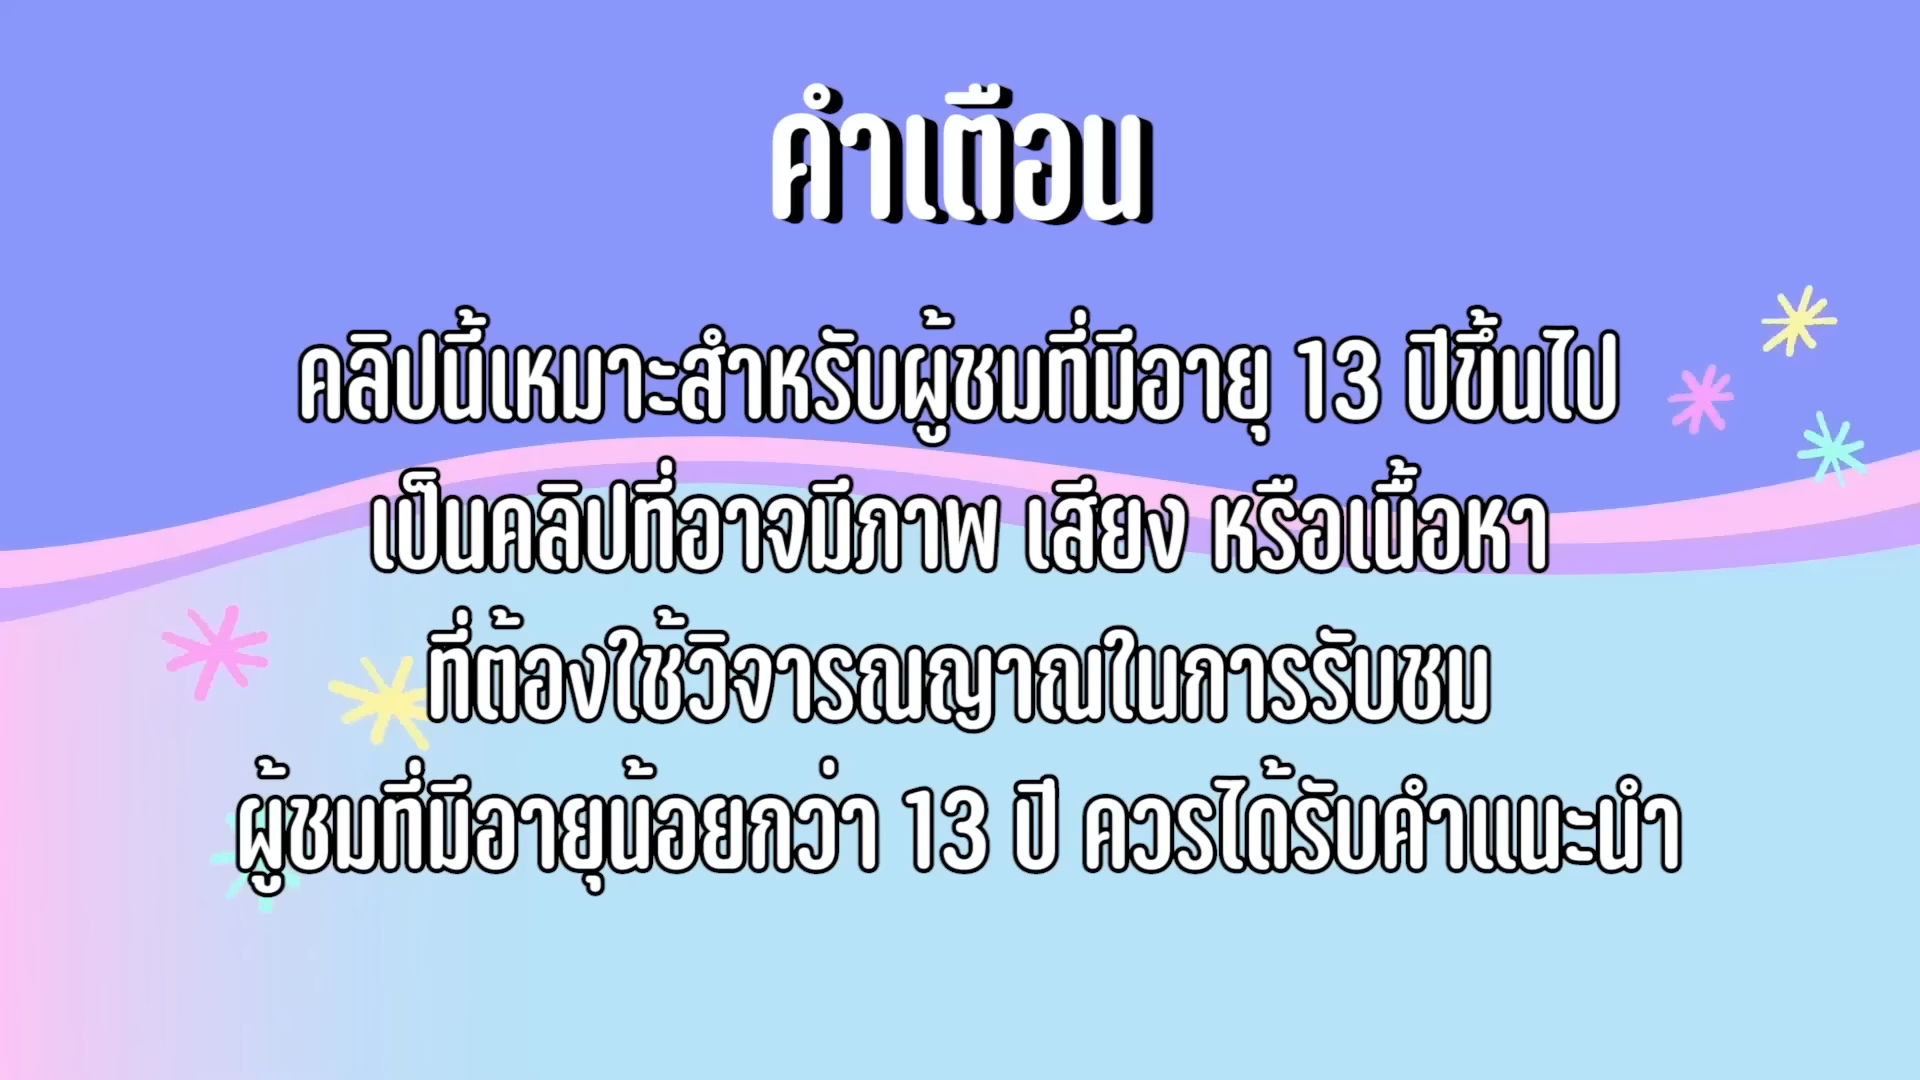 คำเตือน
คลิปนี้เหมาะสำหรับผู้ชมที่มีอายุ 13 ปีขึ้นไป
เป็นคลิปที่อาจมีภาพ เสียง หรือเนื้อหา
ที่ต้องใช้วิจารณญาณในการรับชม
ผู้ชมที่มีอายุน้อยกว่า 13 ปี ควรได้รับคำแนะนำ